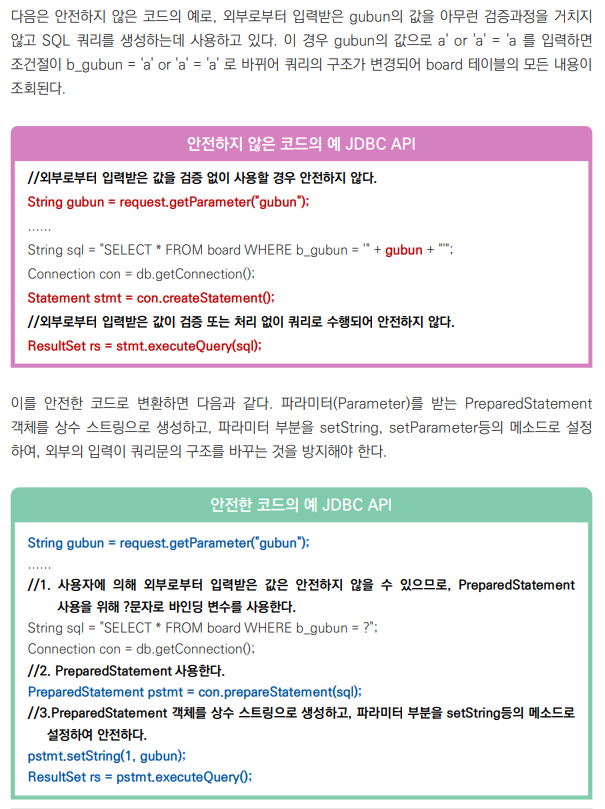 다음은 안전하지 않은 코드의 예로, 외부로부터 입력받은 gubun의 값을 아무런 검증과정을 거치지
않고 SQL 쿼리를 생성하는데 사용하고 있다. 이 경우 gubun의 값으로 a' or 'a' = 'a 를 입력하면
조건절이 b_gubun = 'a' or 'a' = 'a' 로 바뀌어 쿼리의 구조가 변경되어 board 테이블의 모든 내용이
조회된다.
안전하지 않은 코드의 예 JDBC API
//외부로부터 입력받은 값을 검증 없이 사용할 경우 안전하지 않다.
String gubun = request.getParameter("gubun");
......
String sql = "SELECT * FROM board WHERE b_gubun = '" + gubun + "'";
Connection con = db.getConnection();
Statement stmt = con.createStatement();
//외부로부터 입력받은 값이 검증 또는 처리 없이 쿼리로 수행되어 안전하지 않다.
ResultSet rs = stmt.executeQuery(sql);
이를 안전한 코드로 변환하면 다음과 같다. 파라미터(Parameter)를 받는 PreparedStatement
객체를 상수 스트링으로 생성하고, 파라미터 부분을 setString, setParameter등의 메소드로 설정
하여, 외부의 입력이 쿼리문의 구조를 바꾸는 것을 방지해야 한다.
안전한 코드의 예 JDBC API
String gubun = request.getParameter("gubun");
......
//1. 사용자에 의해 외부로부터 입력받은 값은 안전하지 않을 수 있으므로, PreparedStatement
사용을 위해 ?문자로 바인딩 변수를 사용한다.
String sql = "SELECT * FROM board WHERE b_gubun = ?";
Connection con = db.getConnection();
//2. PreparedStatement 사용한다.
PreparedStatement pstmt = con.prepareStatement(sql);
//3.PreparedStatement 객체를 상수 스트링으로 생성하고, 파라미터 부분을 setString등의 메소드로
설정하여 안전하다.
pstmt.setString(1, gubun);
ResultSet rs = pstmt.executeQuery();